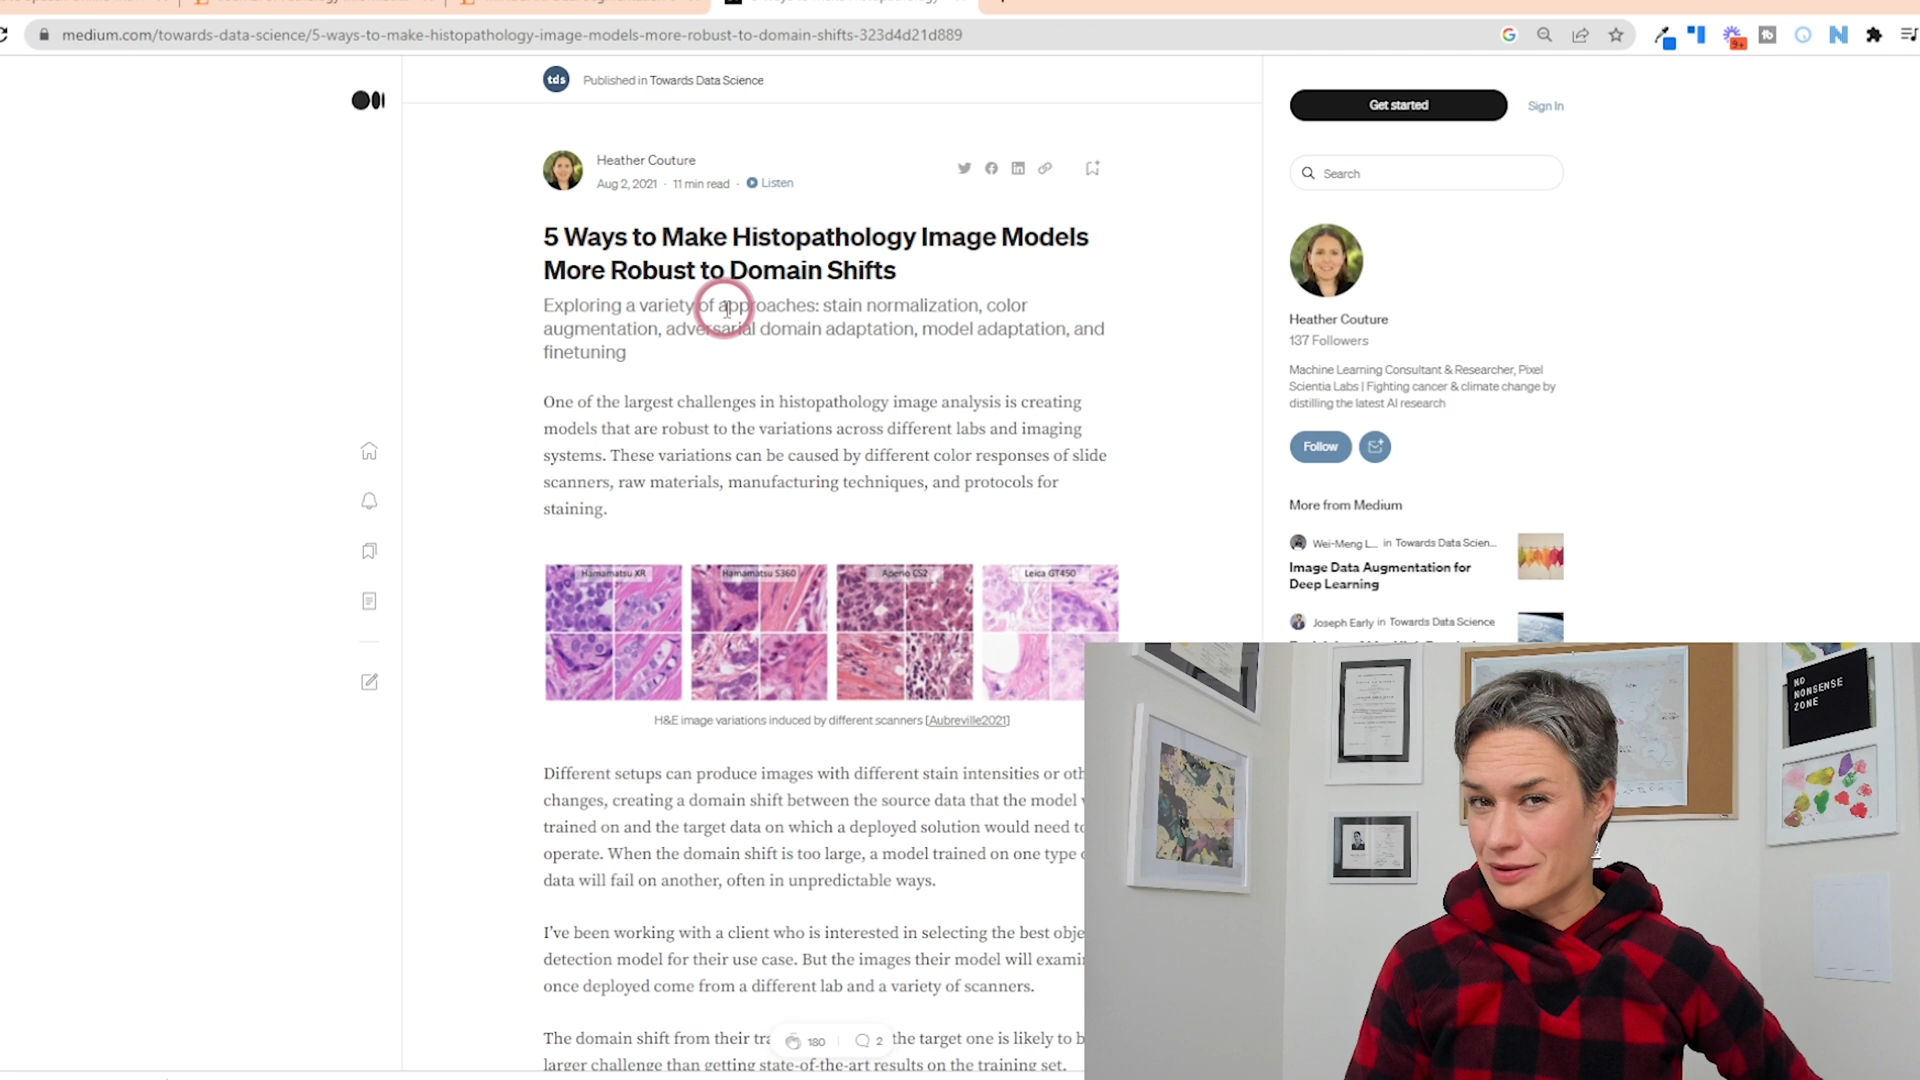 medium.com/towards-data-science/5-ways-to-make-histopathology-image-models-more-robust-to-domain-shifts-323d4d21d889
9+
tds Published in Towards Data Science
Get started
Sign In
Heather Couture
Aug 2, 2021 · 11 min read · Listen
Search
5 Ways to Make Histopathology Image Models
More Robust to Domain Shifts
Exploring a variety of approaches: stain normalization, color
augmentation, adversarial domain adaptation, model adaptation, and
finetuning
Heather Couture
137 Followers
Machine Learning Consultant & Researcher, Pixel
Scientia Labs | Fighting cancer & climate change by
distilling the latest AI research
Follow
One of the largest challenges in histopathology image analysis is creating
models that are robust to the variations across different labs and imaging
systems. These variations can be caused by different color responses of slide
scanners, raw materials, manufacturing techniques, and protocols for
staining.
More from Medium
Wei-Meng L... in Towards Data Scien...
Image Data Augmentation for
Deep Learning
Joseph Early in Towards Data Science
Hamamatsu XR
Hamamatsu S360
Aperio CS2
Leica GT450
H&E image variations induced by different scanners [Aubreville2021]
Different setups can produce images with different stain intensities or
changes, creating a domain shift between the source data that the model
trained on and the target data on which a deployed solution would need to
operate. When the domain shift is too large, a model trained on one type
data will fail on another, often in unpredictable ways.
I've been working with a client who is interested in selecting the best
detection model for their use case. But the images their model will
once deployed come from a different lab and a variety of scanners.
The domain shift from their
180
2
the target one is likely to
larger challenge than getting state-of-the-art results on the training set.
NO
NONSENSE
ZONE